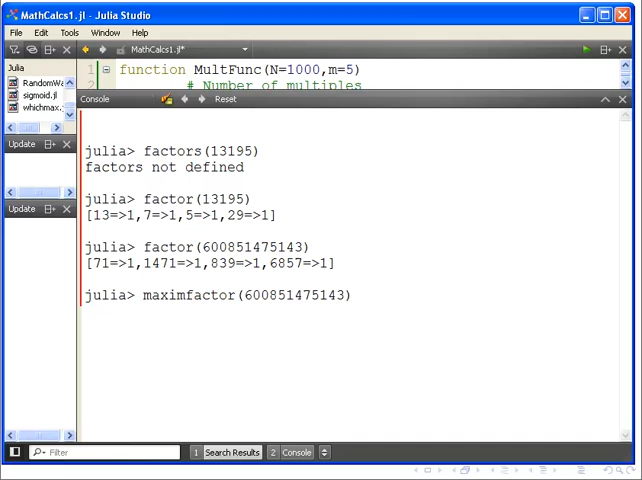 MathCalcs1.jl - Julia Studio
File Edit Tools Window Help
MathCalcs1.jl*
Julia
1 function MultFunc(N=1000,m=5)
2 # Number of multiples
RandomWa
sigmoid.jl
whichmax.
Console Reset
Update
Update
julia> factors(13195)
factors not defined
julia> factor(13195)
[13=>1,7=>1,5=>1,29=>1]
julia> factor(600851475143)
[71=>1,1471=>1,839=>1,6857=>1]
julia> maximfactor(600851475143)
Filter
1 Search Results
2 Console